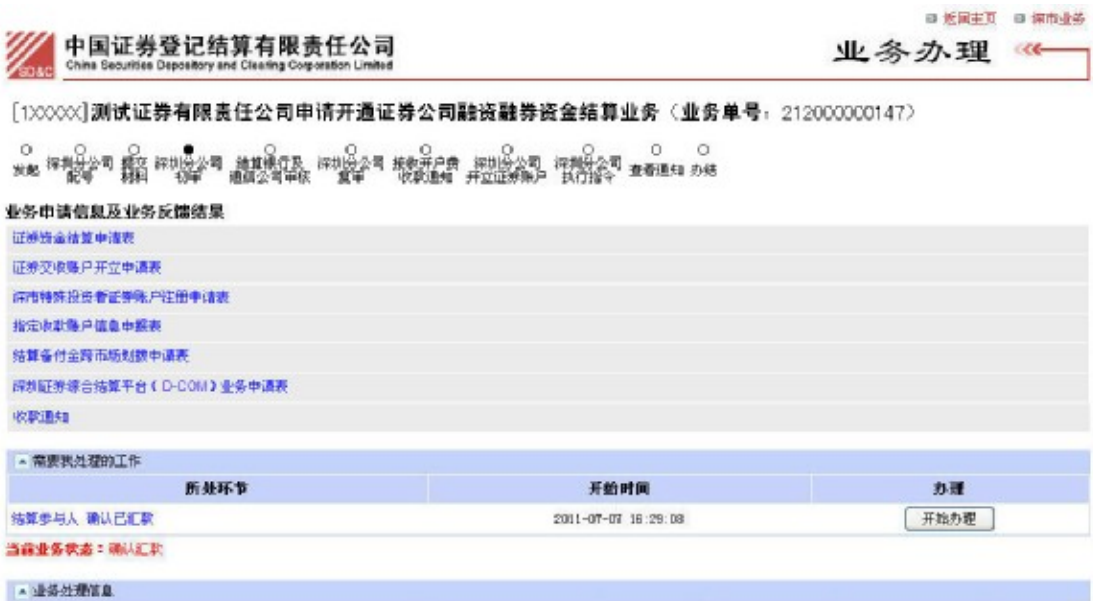 返回主页 深市业务
SD&C
中国证券登记结算有限责任公司
China Securities Depository and Clearing Corporation Limited
业务办理
[1XXXXX]测试证券有限责任公司申请开通证券公司融资融券资金结算业务(业务单号:212000000147)
发起 深圳分公司配号 提交材料 深圳分公司初审 结算银行及通信公司审核 深圳分公司复审 接收开户费收款通知 深圳分公司开立证券账户 深圳分公司执行指令 查看通知 办结
业务申请信息及业务反馈结果
证券资金结算申请表
证券交收账户开立申请表
深市特殊投资者证券账户注册申请表
指定收款账户信息申报表
结算备付金跨市场划拨申请表
深圳证券综合结算平台(D-COM)业务申请表
收款通知
需要我处理的工作
所处环节 开始时间 办理
结算参与人 确认已汇款 2011-07-07 16:29:08 开始办理
当前业务状态:确认汇款
业务处理信息